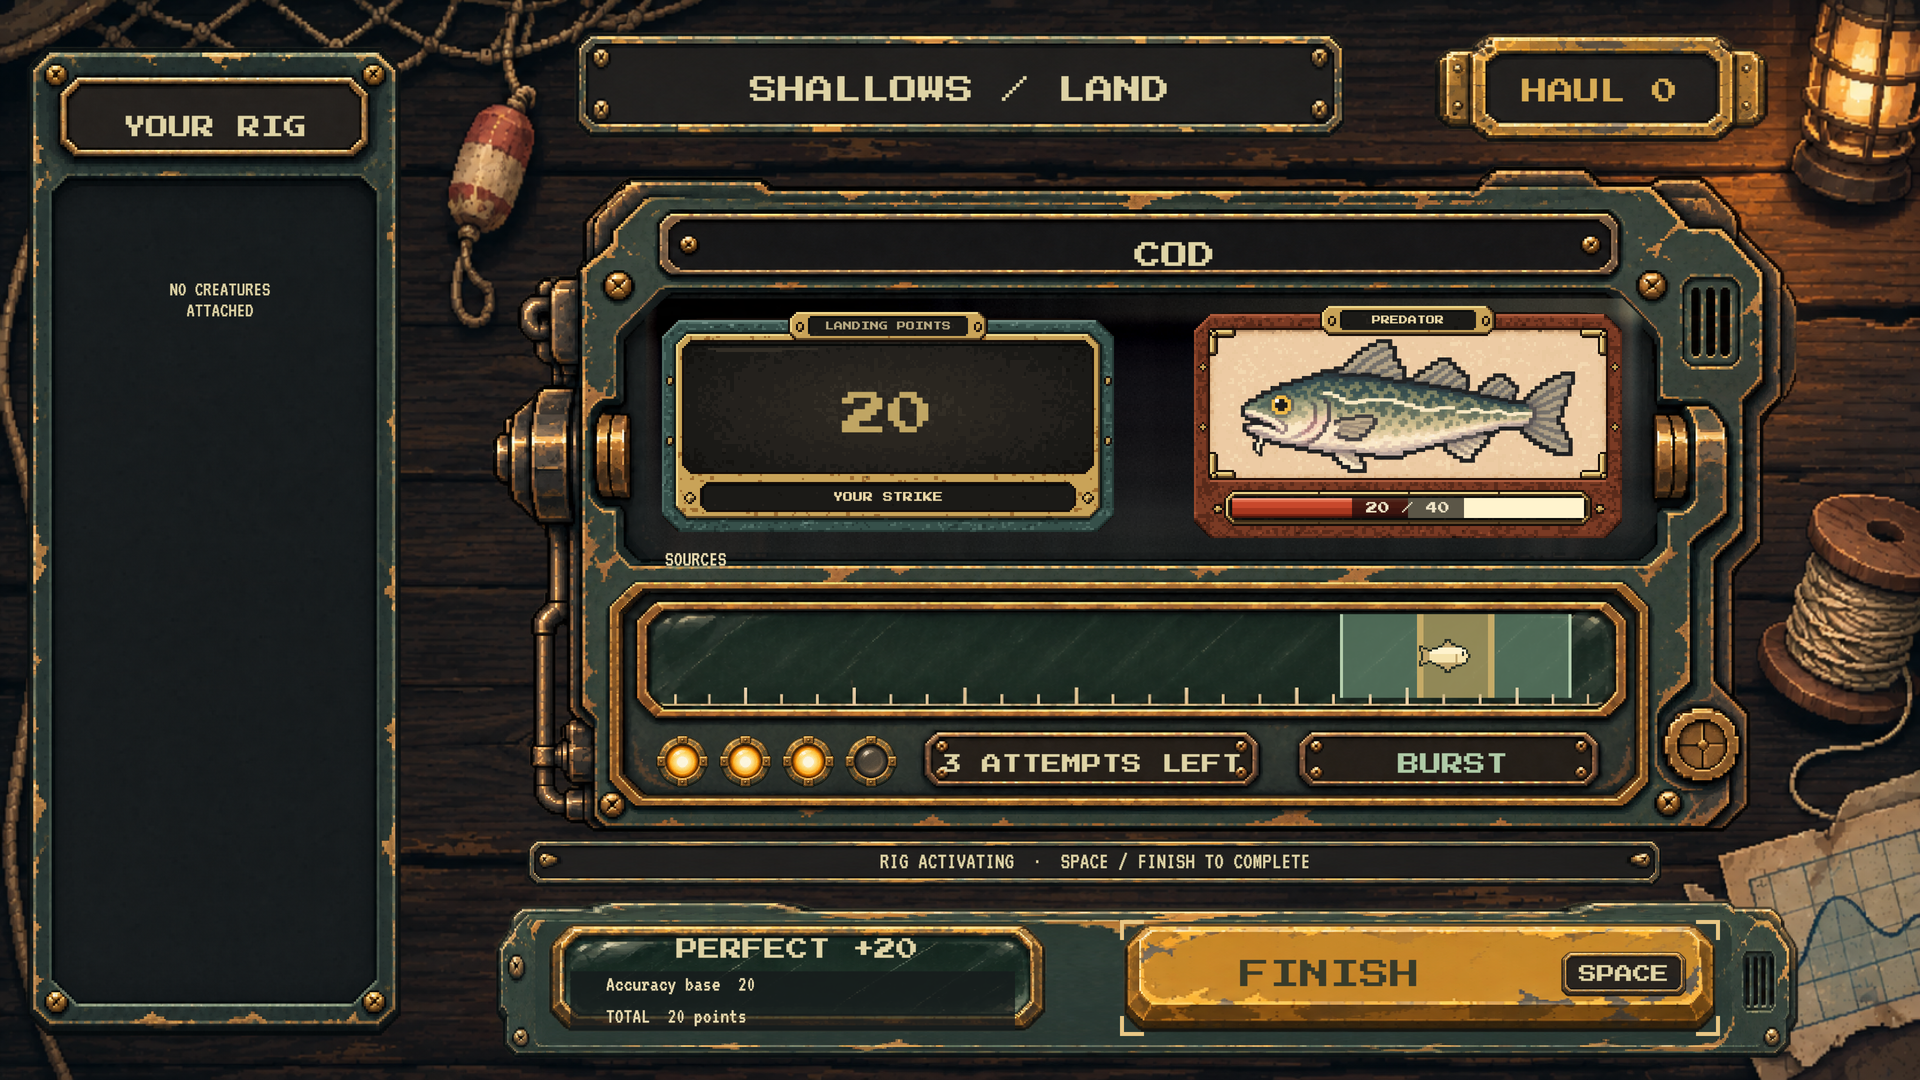 YOUR RIG
NO CREATURES
ATTACHED
SHALLOWS / LAND
HAUL 0
COD
LANDING POINTS
20
YOUR STRIKE
PREDATOR
20 / 40
SOURCES
3 ATTEMPTS LEFT
BURST
RIG ACTIVATING · SPACE / FINISH TO COMPLETE
PERFECT +20
Accuracy base 20
TOTAL 20 points
FINISH
SPACE